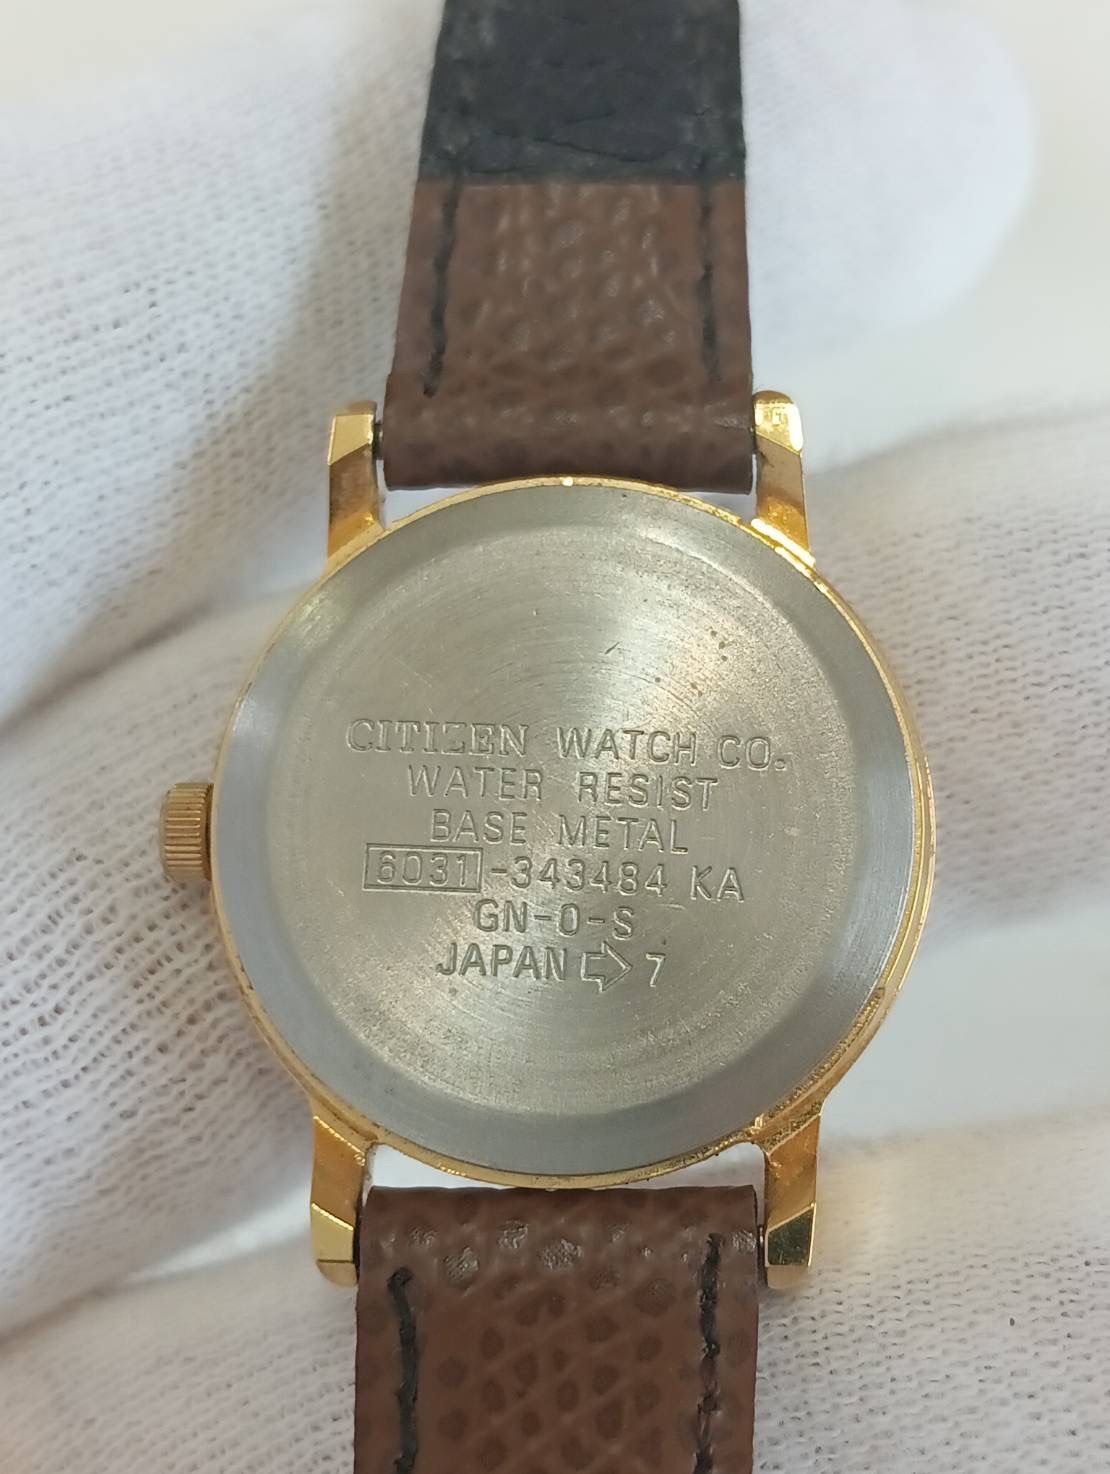 CITIZEN WATCH CO.
WATER RESIST
BASE METAL
6031-343484 KA
GN-0-S
JAPAN ⇨ 7